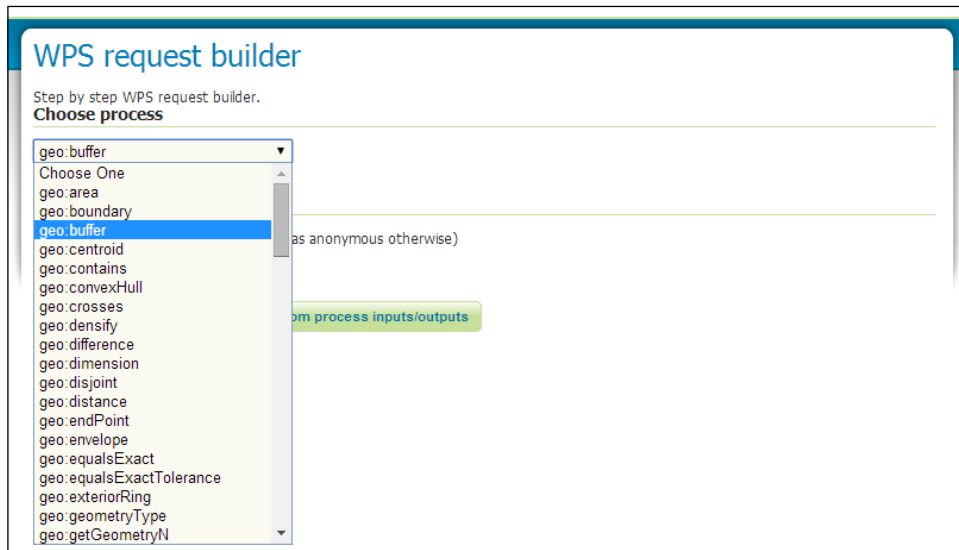 WPS request builder
Step by step WPS request builder.
Choose process
geo:buffer
Choose One
geo:area
geo:boundary
geo:buffer
as anonymous otherwise)
geo:centroid
geo:contains
geo:convexHull
geo:crosses
process inputs/outputs
geo:densify
geo:difference
geo:dimension
geo:disjoint
geo:distance
geo:endPoint
geo:envelope
geo:equalsExact
geo:equalsExactTolerance
geo:exteriorRing
geo:geometryType
geo:getGeometryN